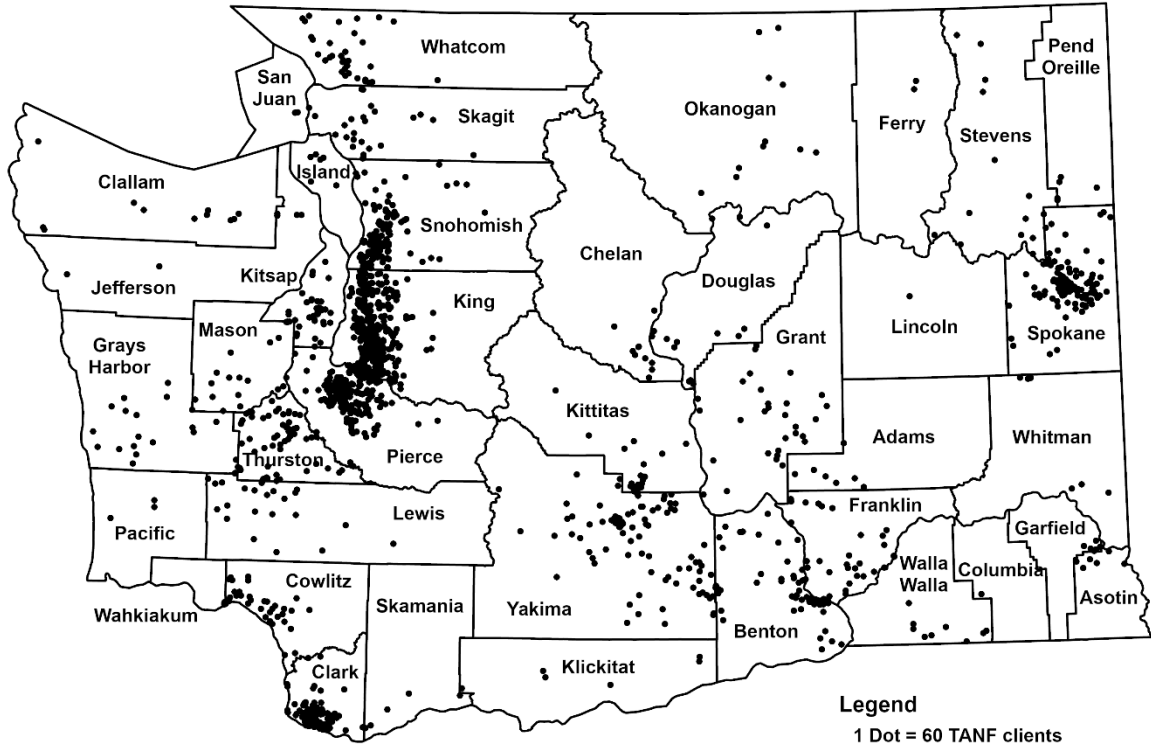 Whatcom
Pend
Oreille
San
Juan
Okanogan
Skagit
Ferry
Stevens
Island
Clallam
Snohomish
Chelan
Kitsap
Douglas
Jefferson
King
Mason
Lincoln
Spokane
Grant
Grays
Harbor
Kittitas
Adams
Whitman
Thurston
Pierce
Franklin
Lewis
Garfield
Pacific
Walla
Walla
Columbia
Cowlitz
Asotin
Wahkiakum
Skamania
Yakima
Benton
Clark
Klickitat
Legend
1 Dot = 60 TANF clients